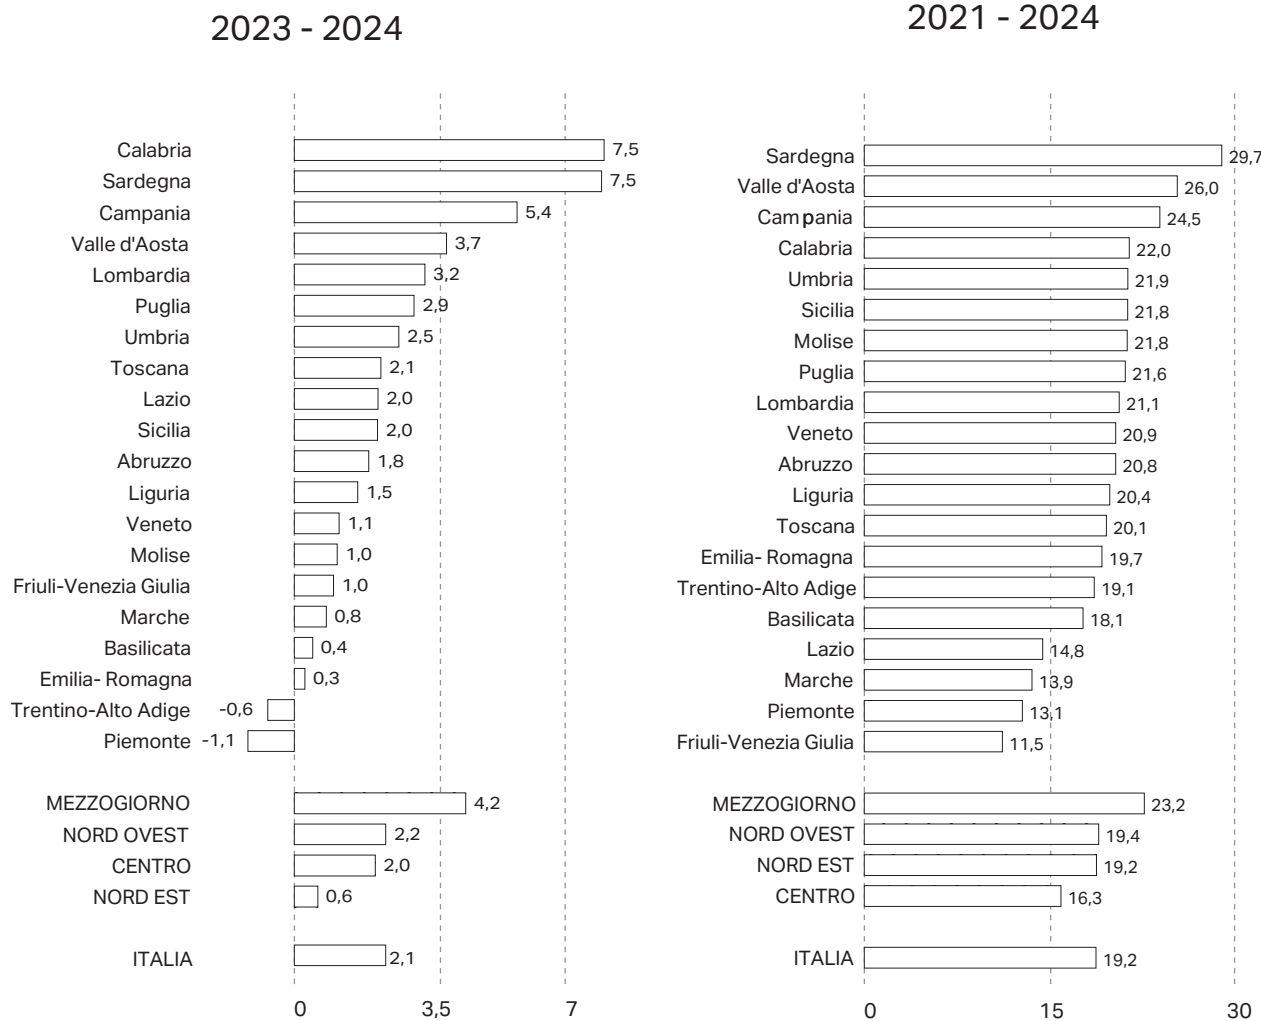 2023 - 2024
Calabria 7,5
Sardegna 7,5
Campania 5,4
Valle d'Aosta 3,7
Lombardia 3,2
Puglia 2,9
Umbria 2,5
Toscana 2,1
Lazio 2,0
Sicilia 2,0
Abruzzo 1,8
Liguria 1,5
Veneto 1,1
Molise 1,0
Friuli-Venezia Giulia 1,0
Marche 0,8
Basilicata 0,4
Emilia- Romagna 0,3
Trentino-Alto Adige -0,6
Piemonte -1,1
MEZZOGIORNO 4,2
NORD OVEST 2,2
CENTRO 2,0
NORD EST 0,6
ITALIA 2,1
0 3,5 7
2021 - 2024
Sardegna 29,7
Valle d'Aosta 26,0
Campania 24,5
Calabria 22,0
Umbria 21,9
Sicilia 21,8
Molise 21,8
Puglia 21,6
Lombardia 21,1
Veneto 20,9
Abruzzo 20,8
Liguria 20,4
Toscana 20,1
Emilia- Romagna 19,7
Trentino-Alto Adige 19,1
Basilicata 18,1
Lazio 14,8
Marche 13,9
Piemonte 13,1
Friuli-Venezia Giulia 11,5
MEZZOGIORNO 23,2
NORD OVEST 19,4
NORD EST 19,2
CENTRO 16,3
ITALIA 19,2
0 15 30